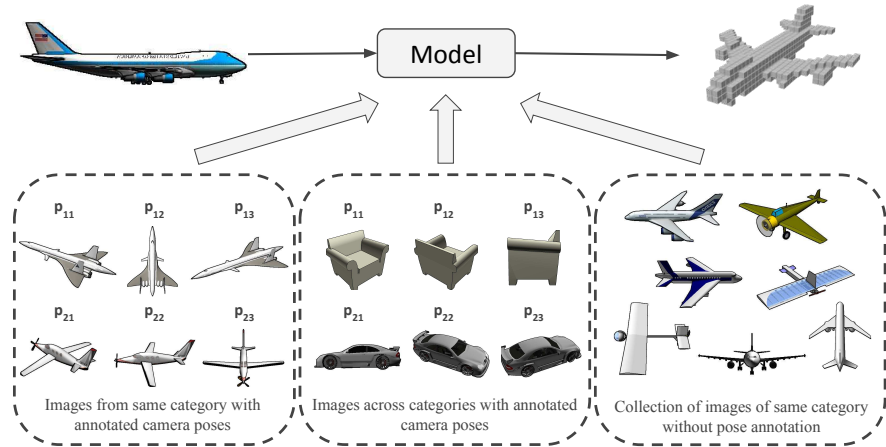 Model
p11 p12 p13
p21 p22 p23
Images from same category with
annotated camera poses
p11 p12 p13
p21 p22 p23
Images across categories with annotated
camera poses
Collection of images of same category
without pose annotation